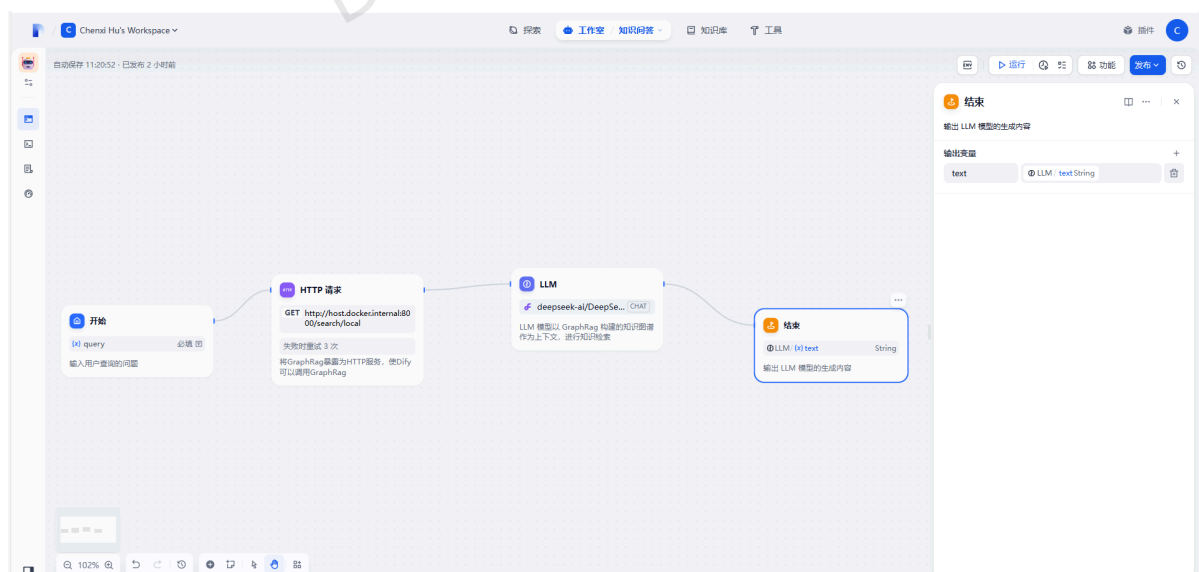 C Chenxi Hu's Workspace
探索
工作室 / 知识问答
知识库
工具
插件
C
自动保存 11:20:52 · 已发布 2 小时前
ENV
运行
功能
发布
结束
输出 LLM 模型的生成内容
输出变量
text
LLM / text String
开始
{x} query 必填
输入用户查询的问题
HTTP 请求
GET http://host.docker.internal:80
00/search/local
失败时重试 3 次
将GraphRag暴露为HTTP服务，使Dify
可以调用GraphRag
LLM
deepseek-ai/DeepSe... CHAT
LLM 模型以 GraphRag 构建的知识图谱
作为上下文，进行知识检索
结束
LLM / {x} text String
输出 LLM 模型的生成内容
102%